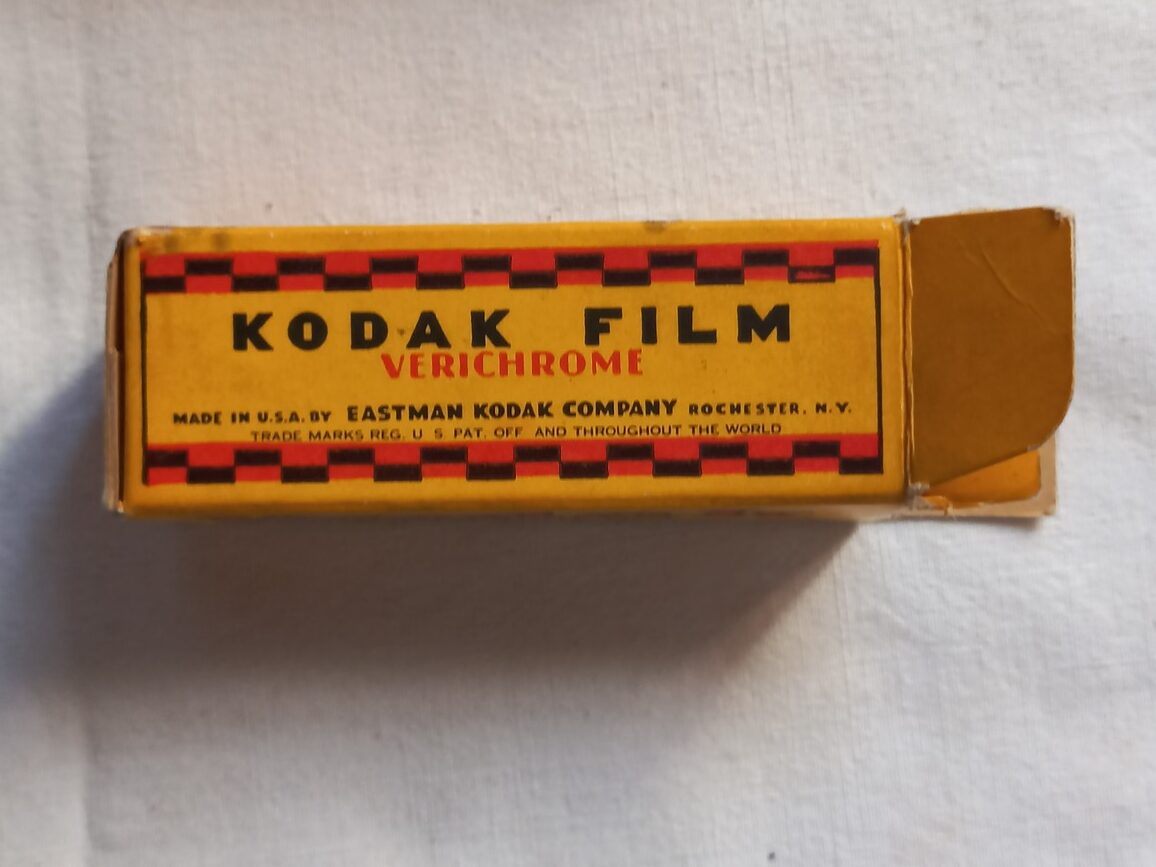 KODAK FILM
VERICHROME
MADE IN U.S.A. BY EASTMAN KODAK COMPANY ROCHESTER, N.Y.
TRADE MARKS REG. U S PAT. OFF AND THROUGHOUT THE WORLD